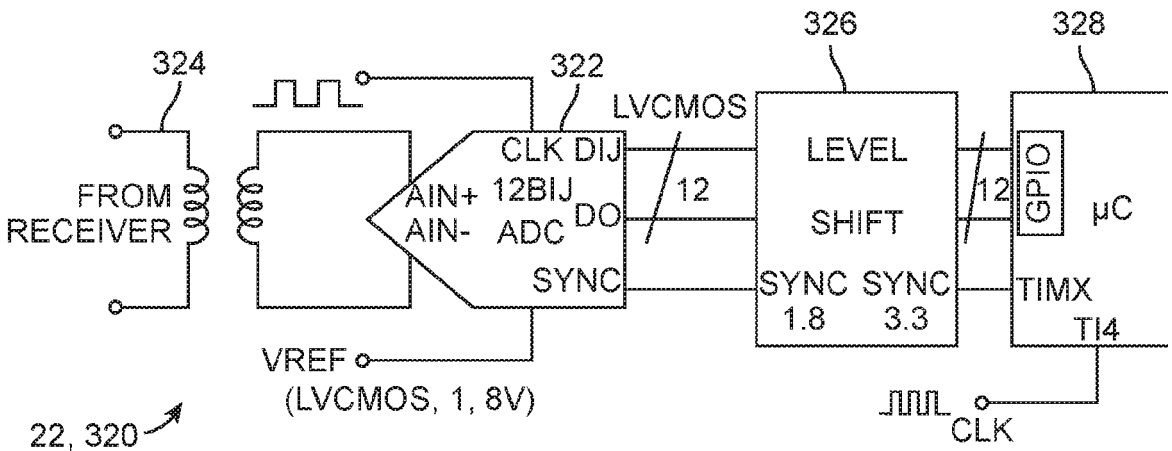 326
328
324
322
LVCMOS
CLK DIJ
LEVEL
GPIO
FROM
RECEIVER
AIN+ 12BIJ
AIN- ADC
DO
12
SHIFT
12
µC
SYNC
SYNC SYNC
1.8 3.3
TIMX
TI4
VREF
(LVCMOS, 1, 8V)
CLK
22, 320